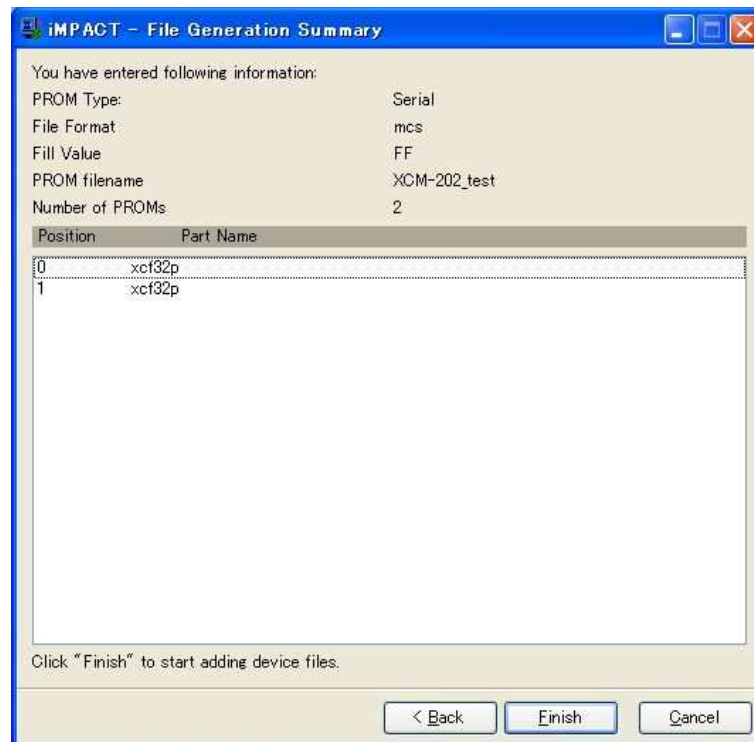 iMPACT - File Generation Summary
You have entered following information:
PROM Type: Serial
File Format mcs
Fill Value FF
PROM filename XCM-202_test
Number of PROMs 2
Position Part Name
0 xcf32p
1 xcf32p
Click "Finish" to start adding device files.
< Back Finish Cancel